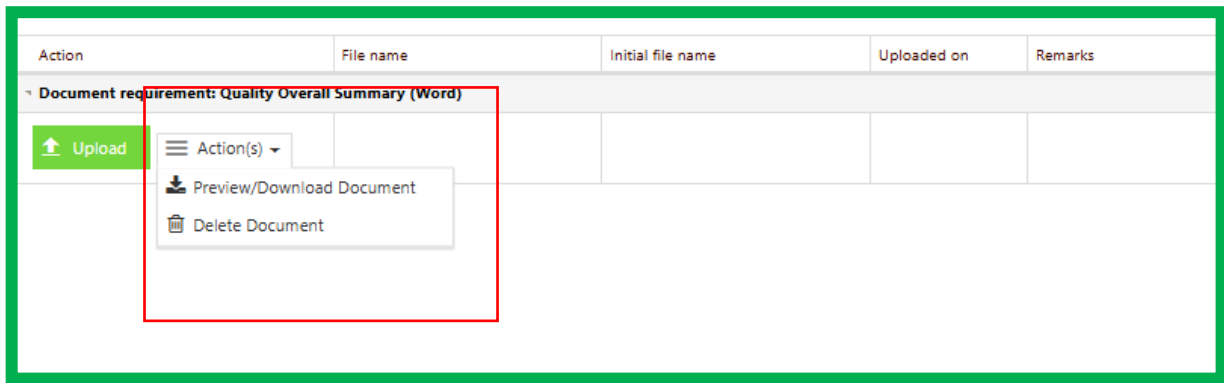 Action File name Initial file name Uploaded on Remarks
Document requirement: Quality Overall Summary (Word)
Upload Action(s)
Preview/Download Document
Delete Document